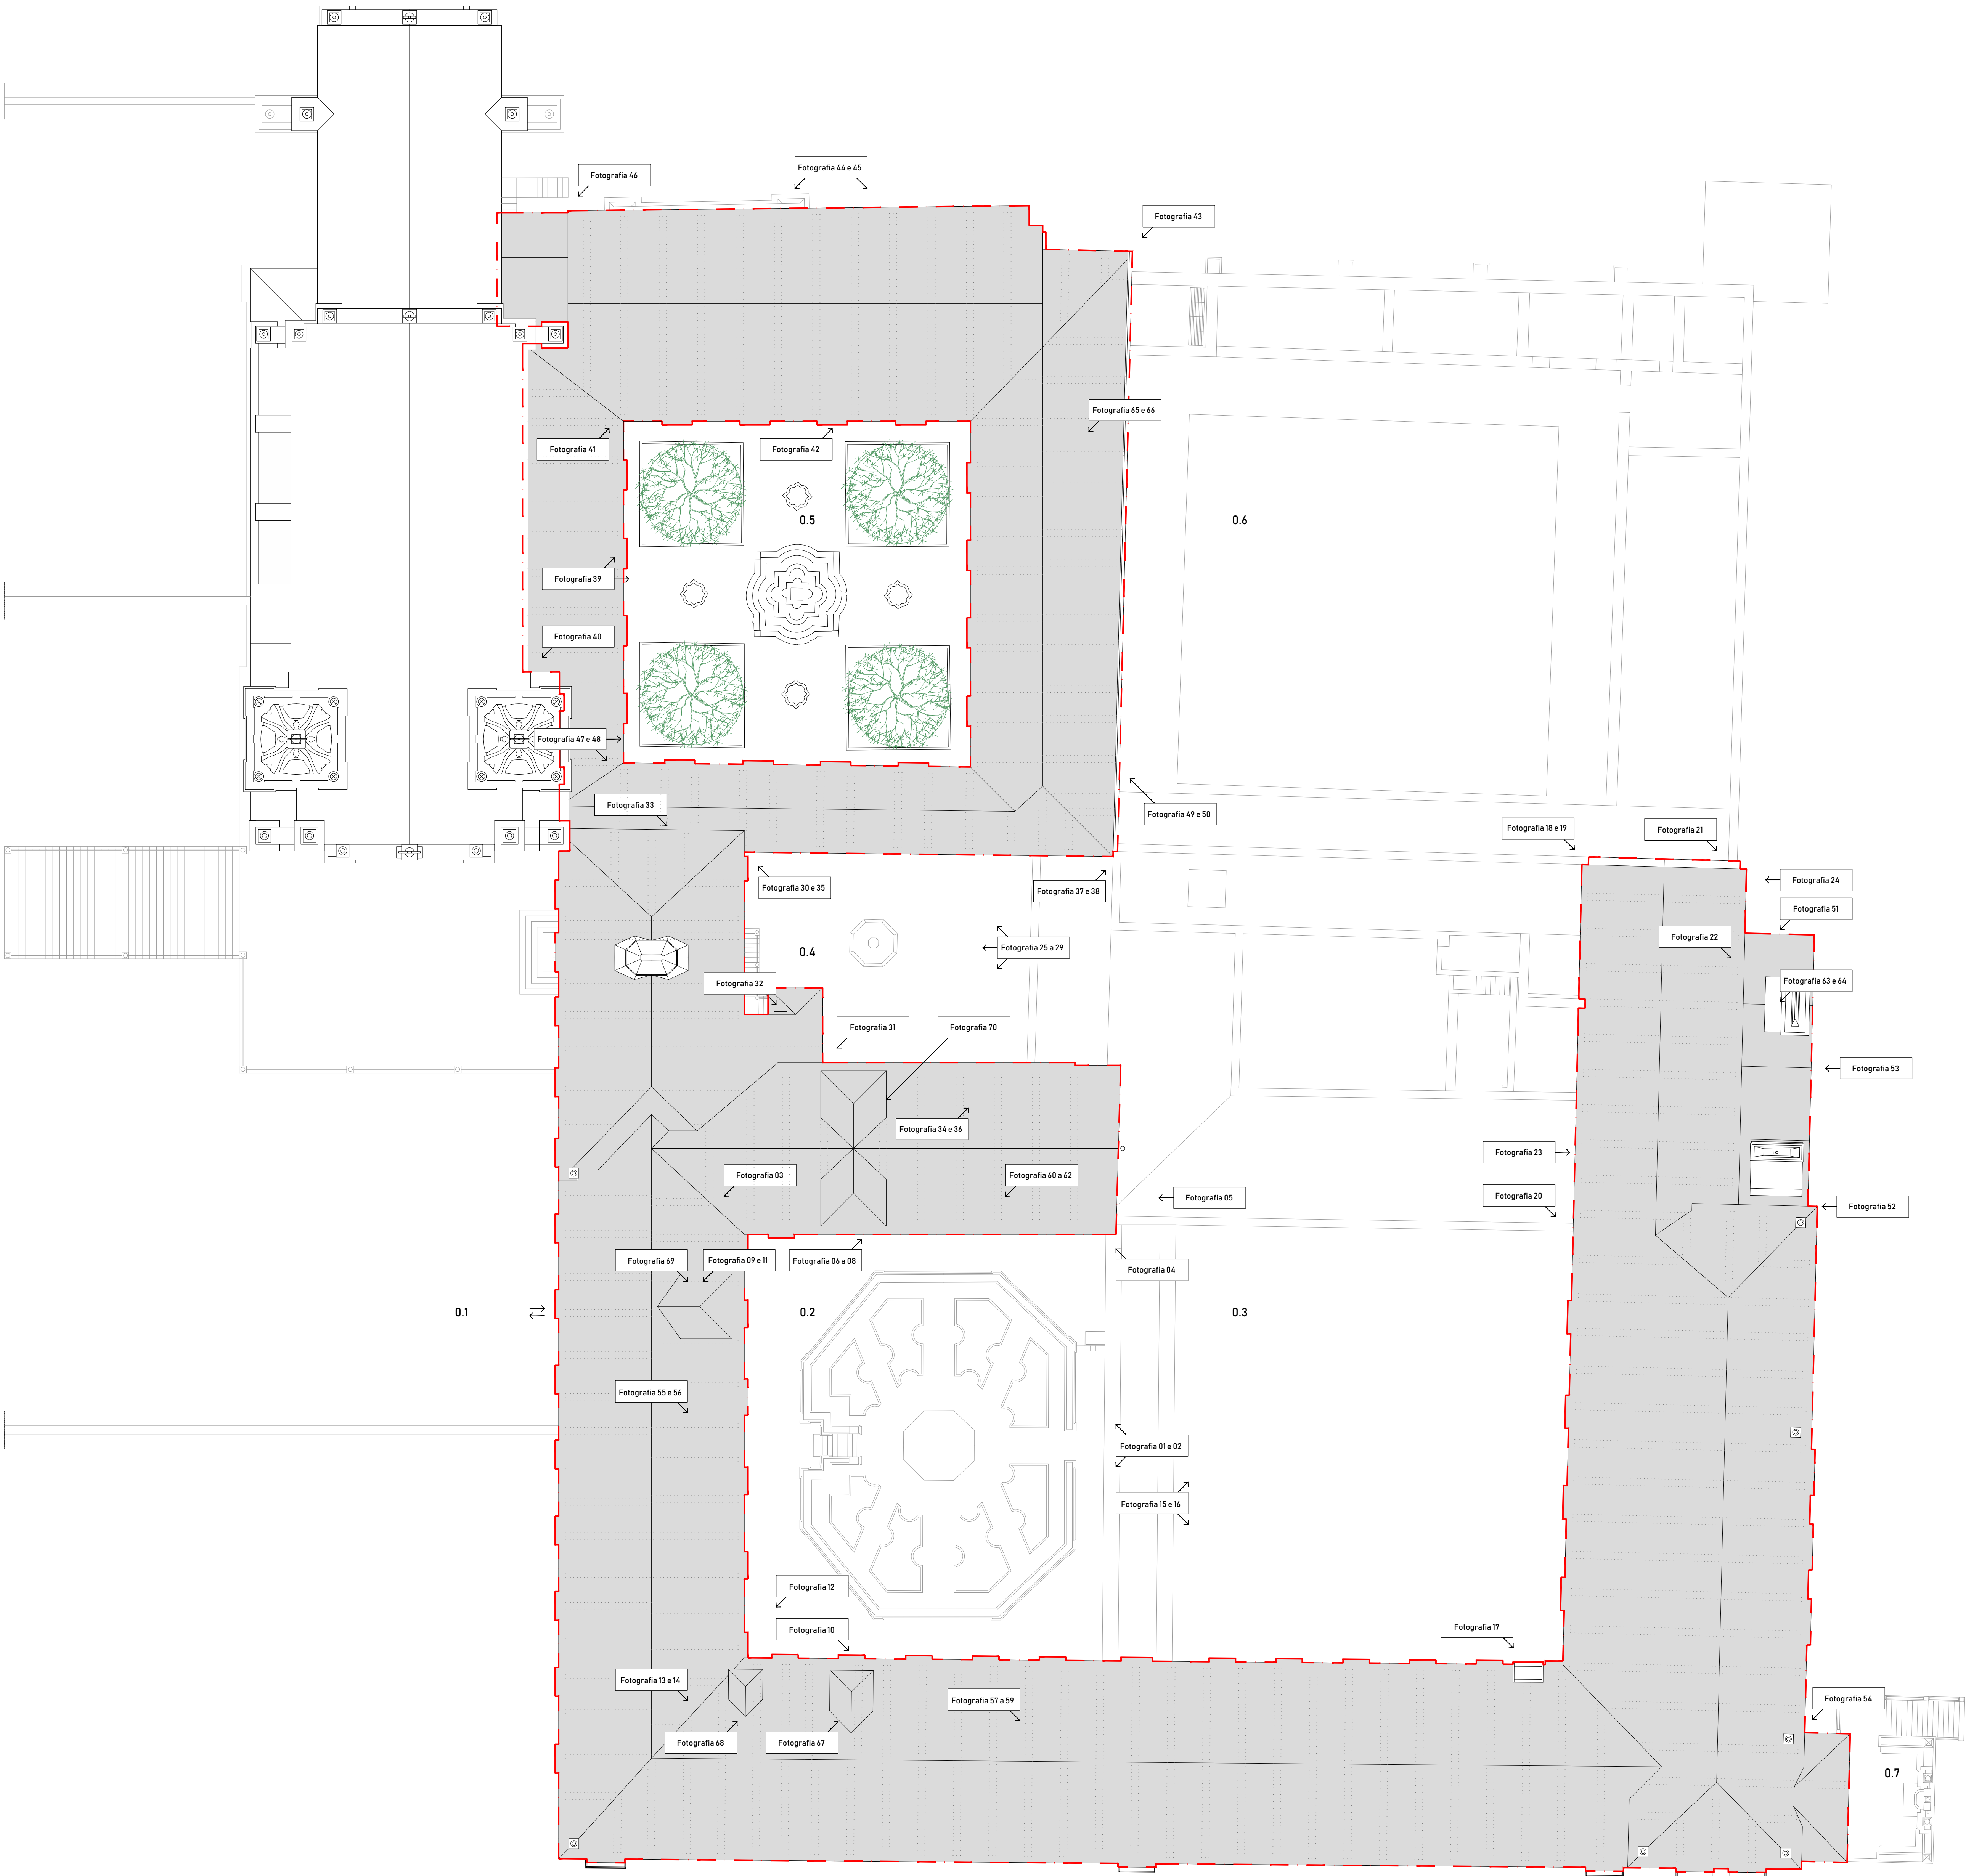 Fotografia 44 e 45
Fotografia 46
Fotografia 43
Fotografia 65 e 66
Fotografia 41
Fotografia 42
0.5
0.6
Fotografia 39
Fotografia 40
Fotografia 47 e 48
Fotografia 33
Fotografia 49 e 50
Fotografia 18 e 19
Fotografia 21
Fotografia 30 e 35
Fotografia 37 e 38
Fotografia 24
Fotografia 51
Fotografia 22
0.4
Fotografia 25 a 29
Fotografia 32
Fotografia 63 e 64
Fotografia 31
Fotografia 70
Fotografia 53
Fotografia 34 e 36
Fotografia 23
Fotografia 03
Fotografia 60 a 62
Fotografia 05
Fotografia 20
Fotografia 52
Fotografia 69
Fotografia 09 e 11
Fotografia 06 a 08
Fotografia 04
0.1
0.2
0.3
Fotografia 55 e 56
Fotografia 01 e 02
Fotografia 15 e 16
Fotografia 12
Fotografia 10
Fotografia 17
Fotografia 13 e 14
Fotografia 57 a 59
Fotografia 54
Fotografia 68
Fotografia 67
0.7